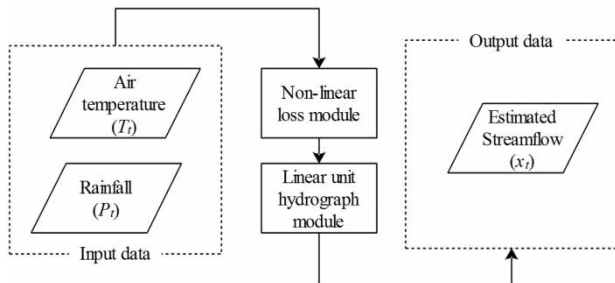 Air
temperature
(Tt)
Rainfall
(Pt)
Input data
Non-linear
loss module
Linear unit
hydrograph
module
Output data
Estimated
Streamflow
(xt)